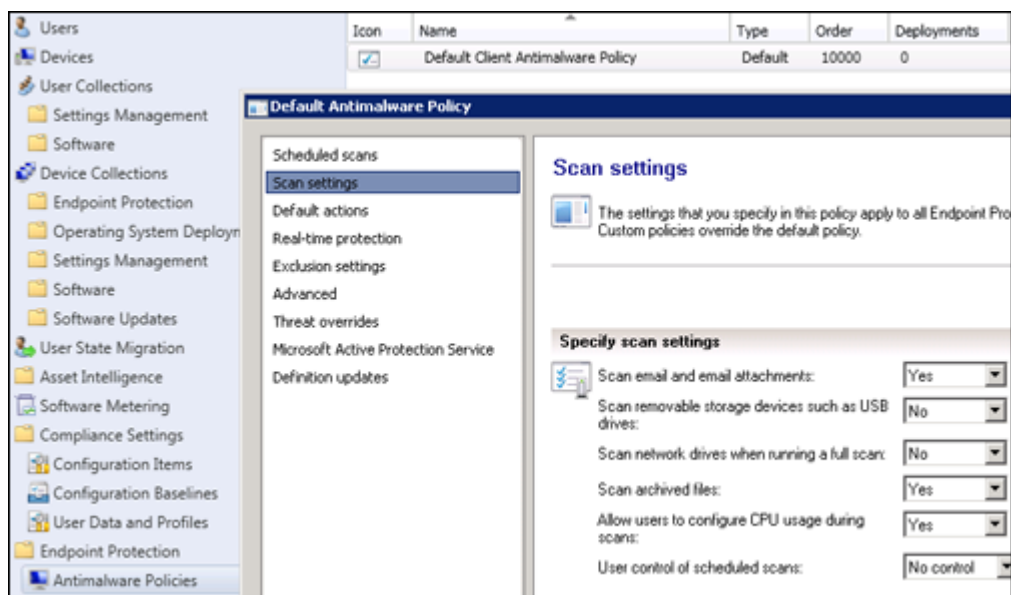 Users
Devices
User Collections
Settings Management
Software
Device Collections
Endpoint Protection
Operating System Deployn
Settings Management
Software
Software Updates
User State Migration
Asset Intelligence
Software Metering
Compliance Settings
Configuration Items
Configuration Baselines
User Data and Profiles
Endpoint Protection
Antimalware Policies
Icon Name Type Order Deployments
Default Client Antimalware Policy Default 10000 0
Default Antimalware Policy
Scheduled scans
Scan settings
Default actions
Real-time protection
Exclusion settings
Advanced
Threat overrides
Microsoft Active Protection Service
Definition updates
Scan settings
The settings that you specify in this policy apply to all Endpoint Pro
Custom policies override the default policy.
Specify scan settings
Scan email and email attachments: Yes
Scan removable storage devices such as USB
drives: No
Scan network drives when running a full scan: No
Scan archived files: Yes
Allow users to configure CPU usage during
scans: Yes
User control of scheduled scans: No control